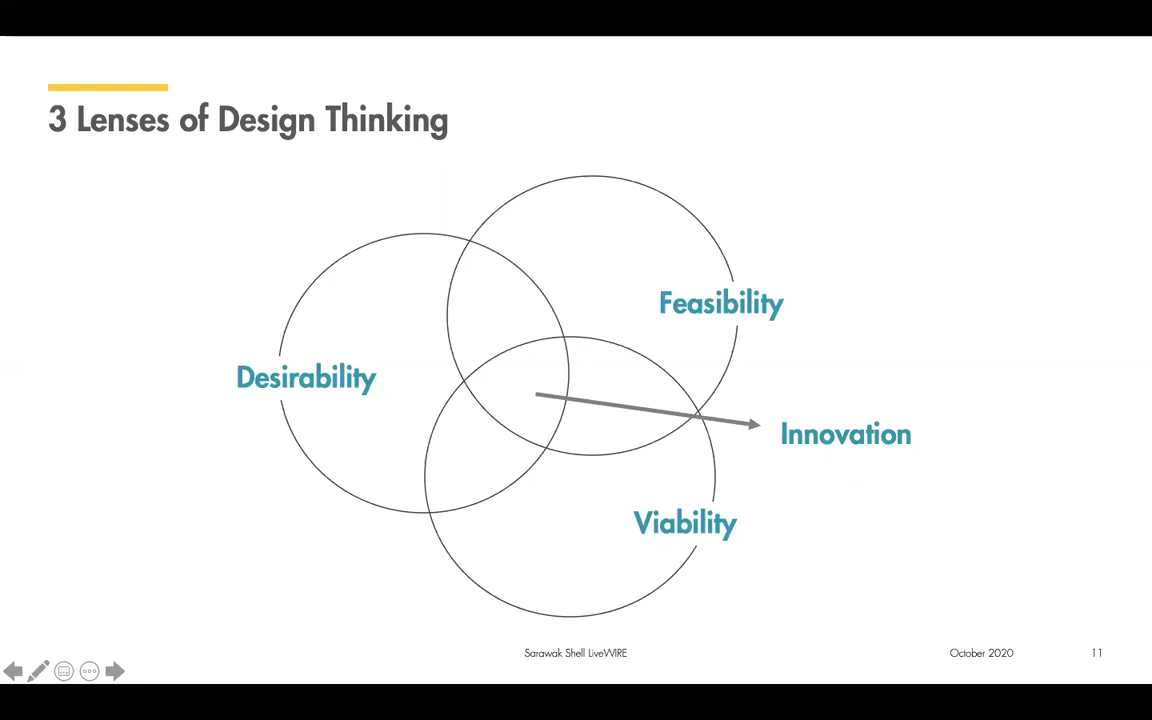 3 Lenses of Design Thinking
Feasibility
Desirability
Innovation
Viability
Sarawak Shell LiveWIRE
October 2020
11